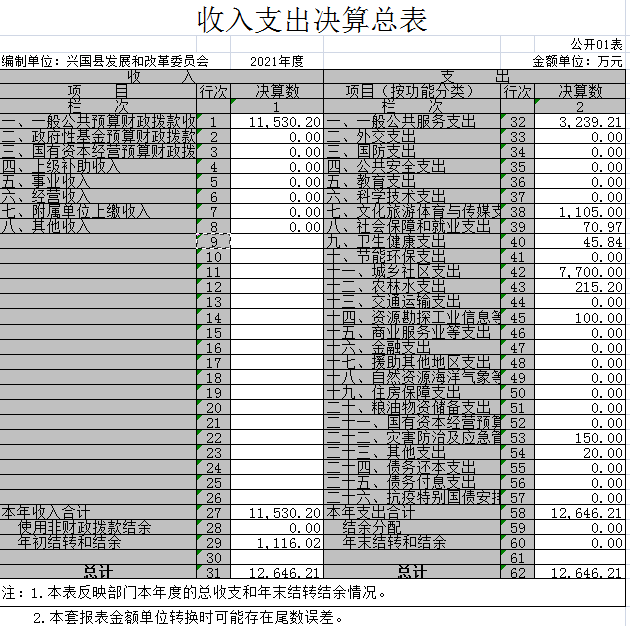 收入支出决算总表
公开01表
编制单位：兴国县发展和改革委员会 2021年度 金额单位：万元
收 入 支 出
项 目 行次 决算数 项目（按功能分类） 行次 决算数
栏 次 1 栏 次 2
一、一般公共预算财政拨款收 1 11,530.20 一、一般公共服务支出 32 3,239.21
二、政府性基金预算财政拨款 2 0.00 二、外交支出 33 0.00
三、国有资本经营预算财政拨 3 0.00 三、国防支出 34 0.00
四、上级补助收入 4 0.00 四、公共安全支出 35 0.00
五、事业收入 5 0.00 五、教育支出 36 0.00
六、经营收入 6 0.00 六、科学技术支出 37 0.00
七、附属单位上缴收入 7 0.00 七、文化旅游体育与传媒支 38 1,105.00
八、其他收入 8 0.00 八、社会保障和就业支出 39 70.97
9 九、卫生健康支出 40 45.84
10 十、节能环保支出 41 0.00
11 十一、城乡社区支出 42 7,700.00
12 十二、农林水支出 43 215.20
13 十三、交通运输支出 44 0.00
14 十四、资源勘探工业信息等 45 100.00
15 十五、商业服务业等支出 46 0.00
16 十六、金融支出 47 0.00
17 十七、援助其他地区支出 48 0.00
18 十八、自然资源海洋气象等 49 0.00
19 十九、住房保障支出 50 0.00
20 二十、粮油物资储备支出 51 0.00
21 二十一、国有资本经营预算 52 0.00
22 二十二、灾害防治及应急管 53 150.00
23 二十三、其他支出 54 20.00
24 二十四、债务还本支出 55 0.00
25 二十五、债务付息支出 56 0.00
26 二十六、抗疫特别国债安排 57 0.00
本年收入合计 27 11,530.20 本年支出合计 58 12,646.21
使用非财政拨款结余 28 0.00 结余分配 59 0.00
年初结转和结余 29 1,116.02 年末结转和结余 60 0.00
30 61
总计 31 12,646.21 总计 62 12,646.21
注：1.本表反映部门本年度的总收支和年末结转结余情况。
2.本套报表金额单位转换时可能存在尾数误差。